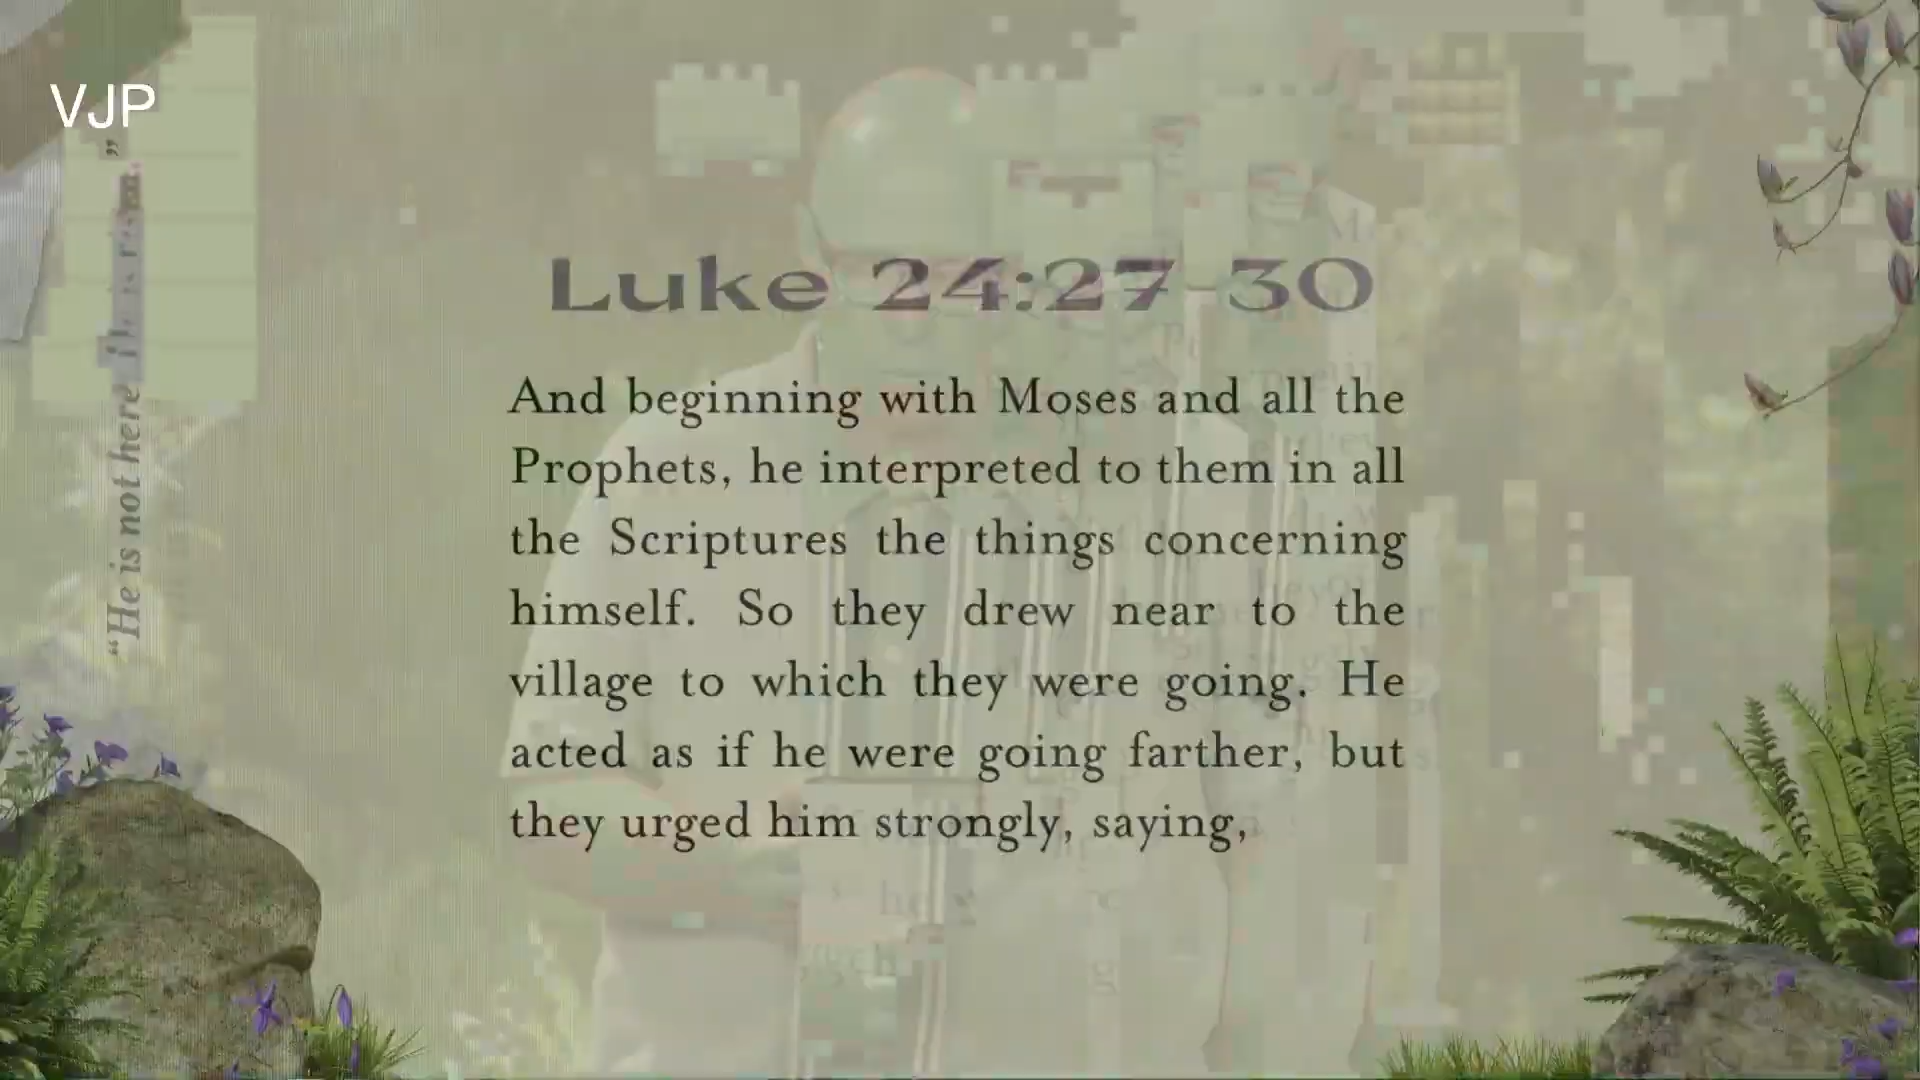 VJP
Luke 24:27 30
And beginning with Moses and all the
Prophets, he interpreted to them in all
the Scriptures the things concerning
himself. So they drew near to the
village to which they were going. He
acted as if he were going farther, but
they urged him strongly, saying,
“He is not here